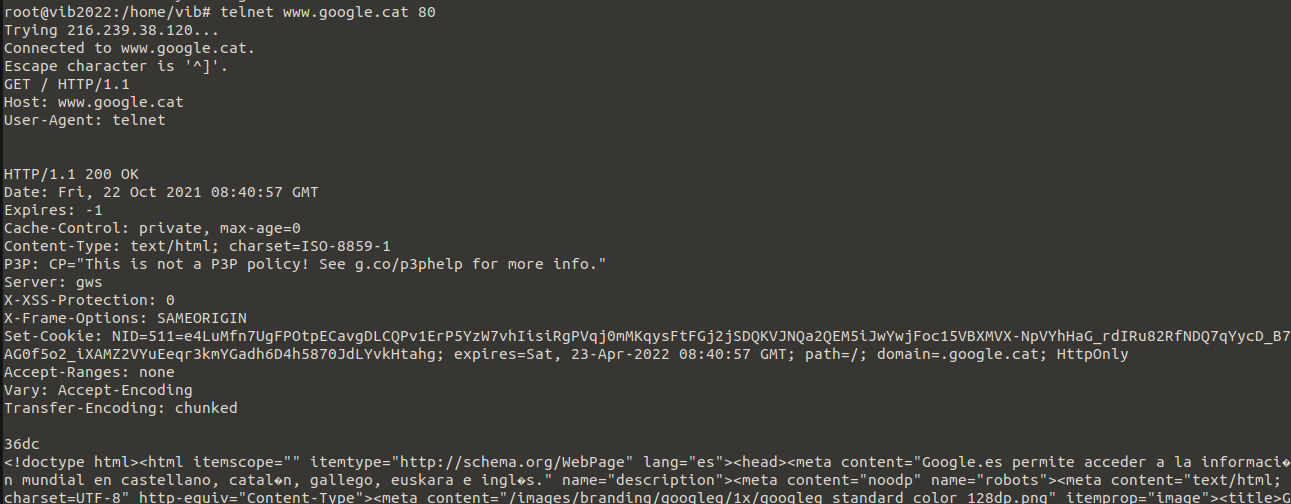 root@vib2022:/home/vib# telnet www.google.cat 80
Trying 216.239.38.120...
Connected to www.google.cat.
Escape character is '^]'.
GET / HTTP/1.1
Host: www.google.cat
User-Agent: telnet
HTTP/1.1 200 OK
Date: Fri, 22 Oct 2021 08:40:57 GMT
Expires: -1
Cache-Control: private, max-age=0
Content-Type: text/html; charset=ISO-8859-1
P3P: CP="This is not a P3P policy! See g.co/p3phelp for more info."
Server: gws
X-XSS-Protection: 0
X-Frame-Options: SAMEORIGIN
Set-Cookie: NID=511=e4LuMfn7UgFPOtpECavgDLCQPv1ErP5YzW7vhIisiRgPVqj0mMKqysFtFGj2jSDQKVJNQa2QEM5iJwYwjFoc15VBXMVX-NpVYhHaG_rdIRu82RfNDQ7qYycD_B7
AG0f5o2_iXAMZ2VYuEeqr3kmYGadh6D4h5870JdLYvkHtahg; expires=Sat, 23-Apr-2022 08:40:57 GMT; path=/; domain=.google.cat; HttpOnly
Accept-Ranges: none
Vary: Accept-Encoding
Transfer-Encoding: chunked
36dc
<!doctype html><html itemscope="" itemtype="http://schema.org/WebPage" lang="es"><head><meta content="Google.es permite acceder a la informaci�
n mundial en castellano, catal�n, gallego, euskara e ingl�s." name="description"><meta content="noodp" name="robots"><meta content="text/html;
charset=UTF-8" http-equiv="Content-Type"><meta content="/images/branding/googleg/1x/googleg_standard_color_128dp.png" itemprop="image"><title>G